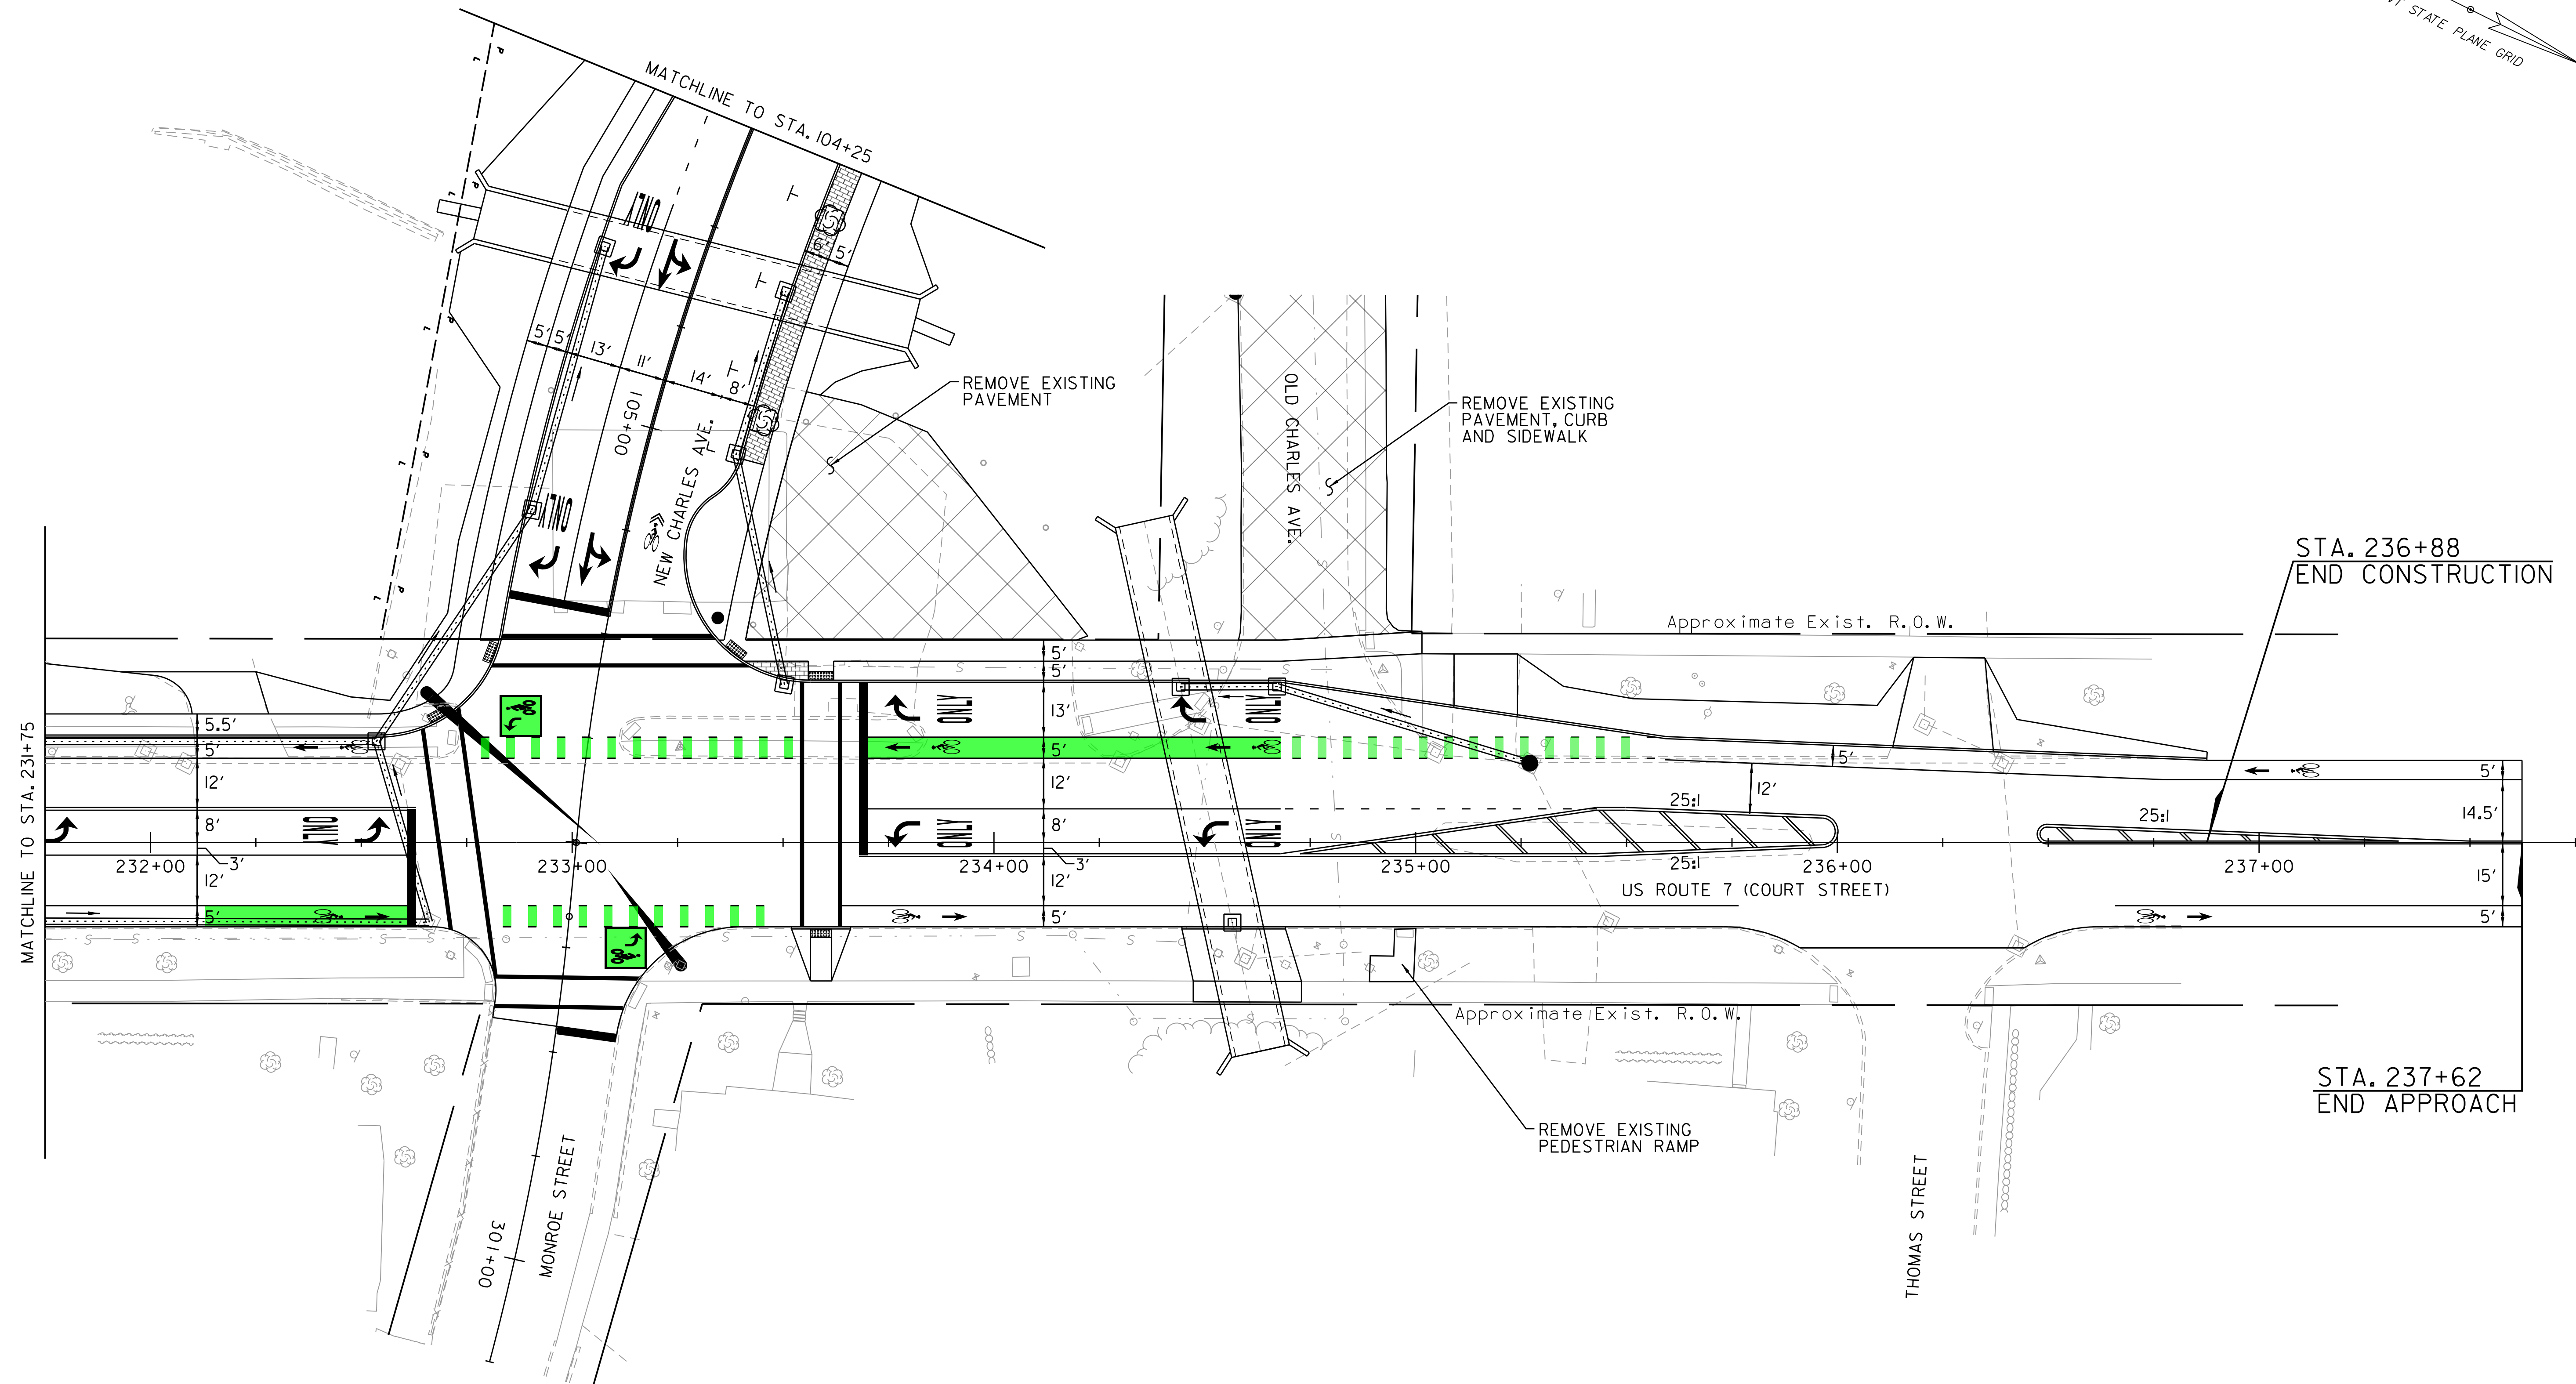 VT STATE PLANE GRID
MATCHLINE TO STA. 104+25
ONLY
6' 5'
5' 5' 13' 11' 14' 8'
105+00
NEW CHARLES AVE.
ONLY
REMOVE EXISTING
PAVEMENT
OLD CHARLES AVE.
REMOVE EXISTING
PAVEMENT, CURB
AND SIDEWALK
STA. 236+88
END CONSTRUCTION
Approximate Exist. R.O.W.
MATCHLINE TO STA. 231+75
5.5'
5'
12'
8'
3'
12'
5'
ONLY
5'
5'
13'
5'
12'
8'
3'
12'
5'
ONLY
ONLY
ONLY
ONLY
5'
12'
25:1
25:1
25:1
5'
14.5'
15'
5'
232+00
233+00
234+00
235+00
236+00
237+00
US ROUTE 7 (COURT STREET)
Approximate Exist. R.O.W.
STA. 237+62
END APPROACH
REMOVE EXISTING
PEDESTRIAN RAMP
MONROE STREET
301+00
THOMAS STREET